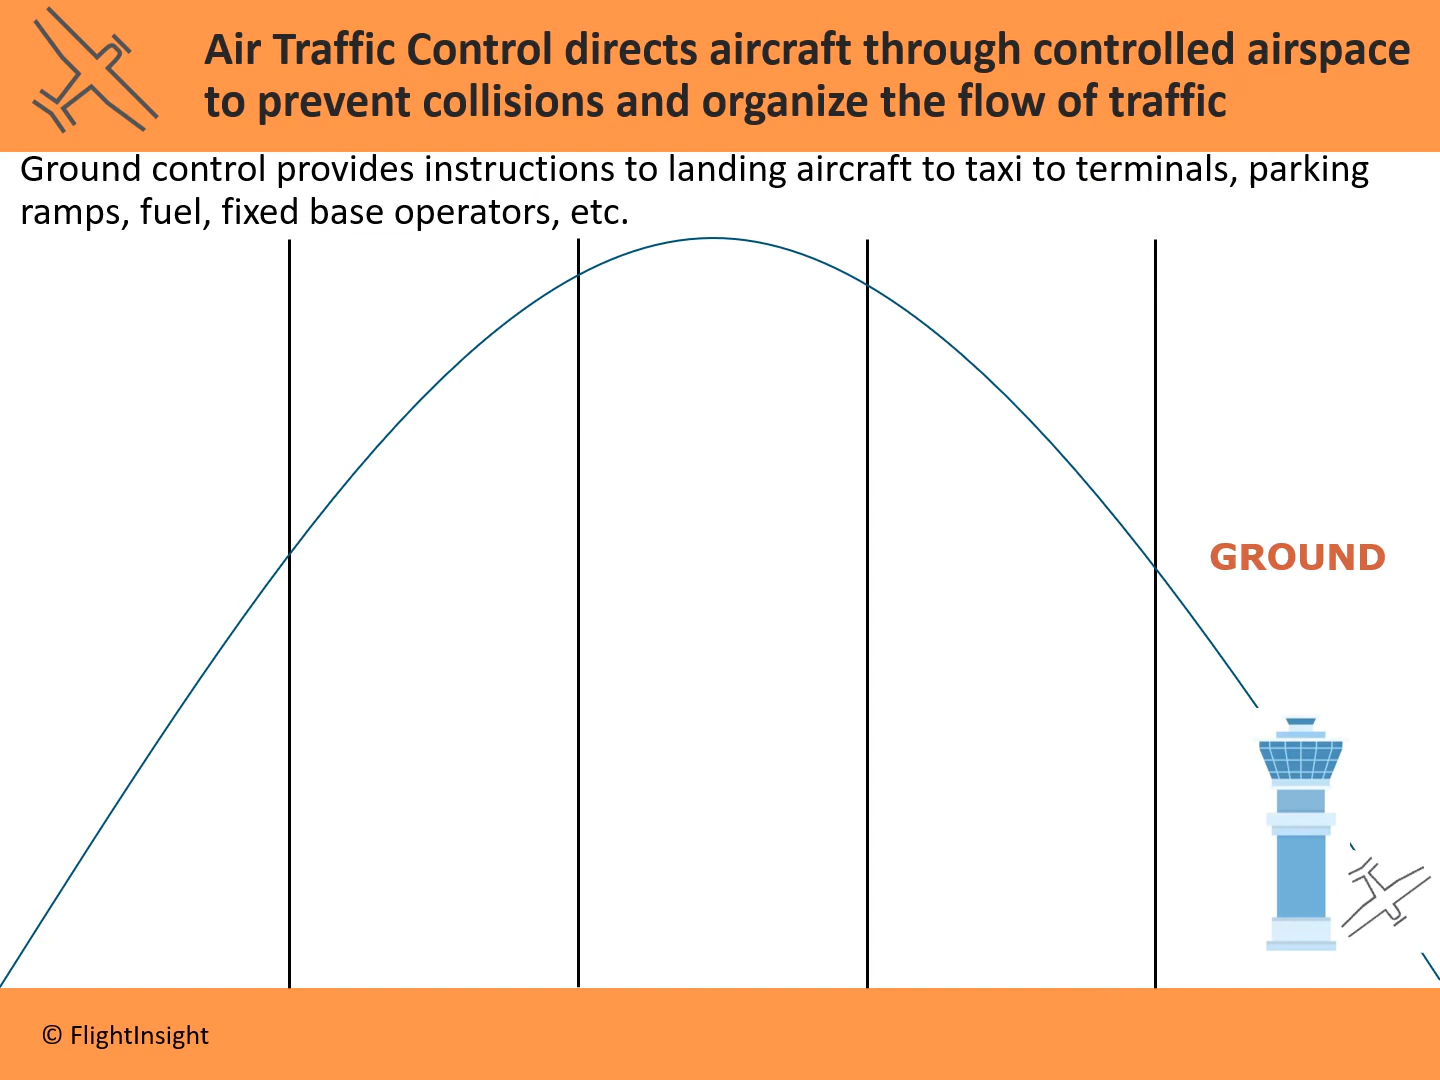 Air Traffic Control directs aircraft through controlled airspace
to prevent collisions and organize the flow of traffic
Ground control provides instructions to landing aircraft to taxi to terminals, parking
ramps, fuel, fixed base operators, etc.
GROUND
© FlightInsight